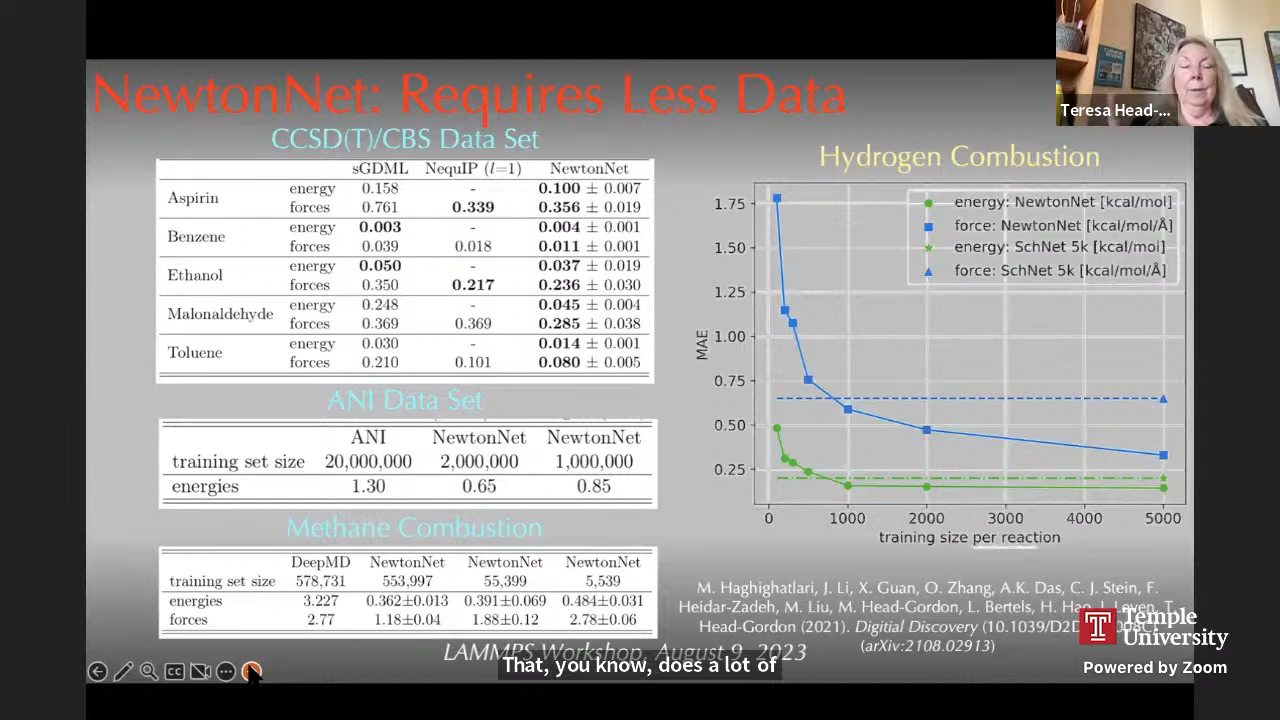 NewtonNet: Requires Less Data
CCSD(T)/CBS Data Set
sGDML NequIP (l=1) NewtonNet
Aspirin energy 0.158 - 0.100 ± 0.007
forces 0.761 0.339 0.356 ± 0.019
Benzene energy 0.003 - 0.004 ± 0.001
forces 0.039 0.018 0.011 ± 0.001
Ethanol energy 0.050 - 0.037 ± 0.019
forces 0.350 0.217 0.236 ± 0.030
Malonaldehyde energy 0.248 - 0.045 ± 0.004
forces 0.369 0.369 0.285 ± 0.038
Toluene energy 0.030 - 0.014 ± 0.001
forces 0.210 0.101 0.080 ± 0.005
ANI Data Set
ANI NewtonNet NewtonNet
training set size 20,000,000 2,000,000 1,000,000
energies 1.30 0.65 0.85
Methane Combustion
DeepMD NewtonNet NewtonNet NewtonNet
training set size 578,731 553,997 55,399 5,539
energies 3.227 0.362±0.013 0.391±0.069 0.484±0.031
forces 2.77 1.18±0.04 1.88±0.12 2.78±0.06
Hydrogen Combustion
energy: NewtonNet [kcal/mol]
force: NewtonNet [kcal/mol/Å]
energy: SchNet 5k [kcal/mol]
force: SchNet 5k [kcal/mol/Å]
MAE
1.75
1.50
1.25
1.00
0.75
0.50
0.25
0 1000 2000 3000 4000 5000
training size per reaction
M. Haghighatlari, J. Li, X. Guan, O. Zhang, A.K. Das, C. J. Stein, F.
Heidar-Zadeh, M. Liu, M. Head-Gordon, L. Bertels, H. Hao, I. Leven, T.
Head-Gordon (2021). Digitial Discovery (10.1039/D2D
(arXiv:2108.02913)
LAMMPS Workshop, August 9, 2023
That, you know, does a lot of
CC
Teresa Head-...
Temple
University
Powered by Zoom